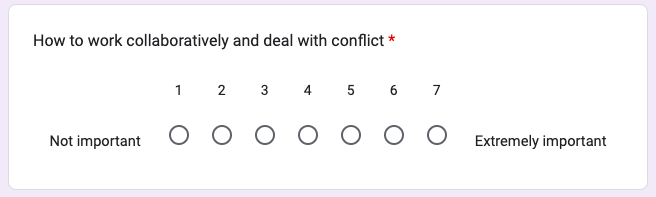 How to work collaboratively and deal with conflict *
1 2 3 4 5 6 7
Not important Extremely important